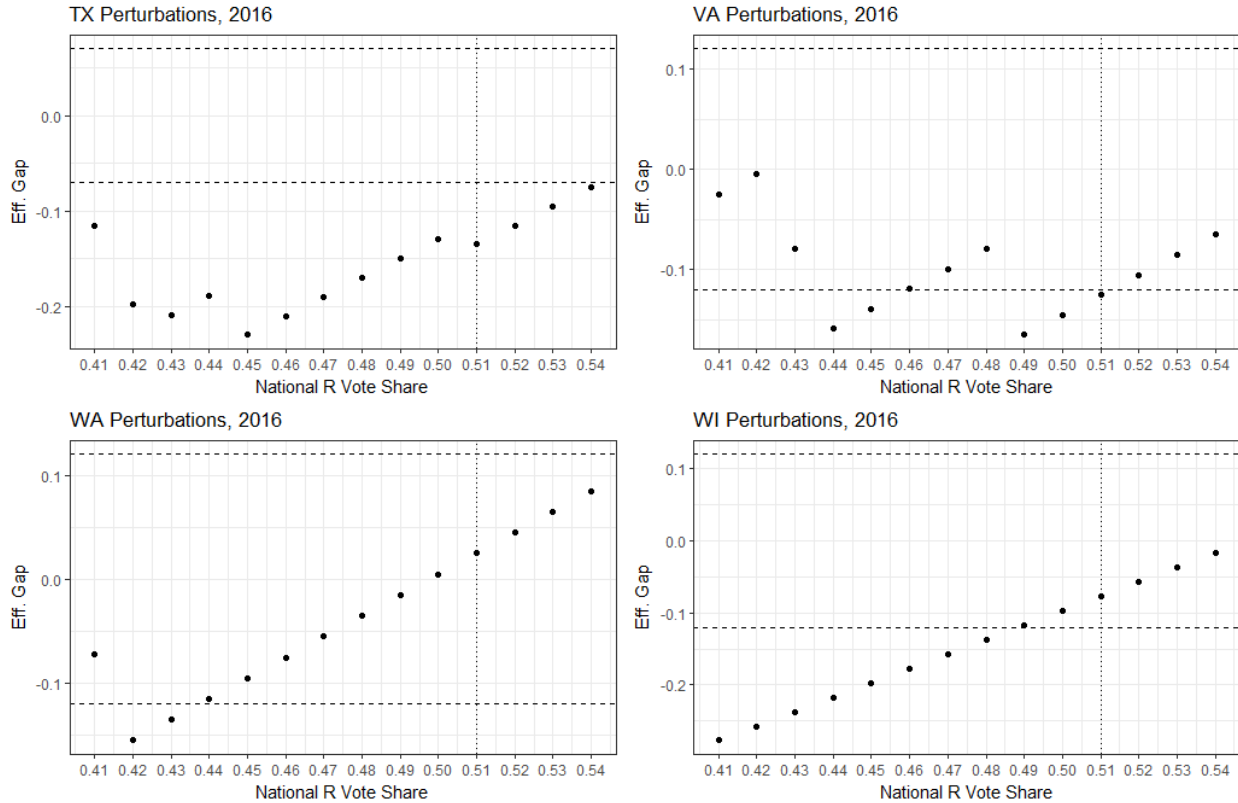 TX Perturbations, 2016
0.0
-0.1
-0.2
Eff. Gap
0.41 0.42 0.43 0.44 0.45 0.46 0.47 0.48 0.49 0.50 0.51 0.52 0.53 0.54
National R Vote Share
VA Perturbations, 2016
0.1
0.0
-0.1
Eff. Gap
0.41 0.42 0.43 0.44 0.45 0.46 0.47 0.48 0.49 0.50 0.51 0.52 0.53 0.54
National R Vote Share
WA Perturbations, 2016
0.1
0.0
-0.1
Eff. Gap
0.41 0.42 0.43 0.44 0.45 0.46 0.47 0.48 0.49 0.50 0.51 0.52 0.53 0.54
National R Vote Share
WI Perturbations, 2016
0.1
0.0
-0.1
-0.2
Eff. Gap
0.41 0.42 0.43 0.44 0.45 0.46 0.47 0.48 0.49 0.50 0.51 0.52 0.53 0.54
National R Vote Share